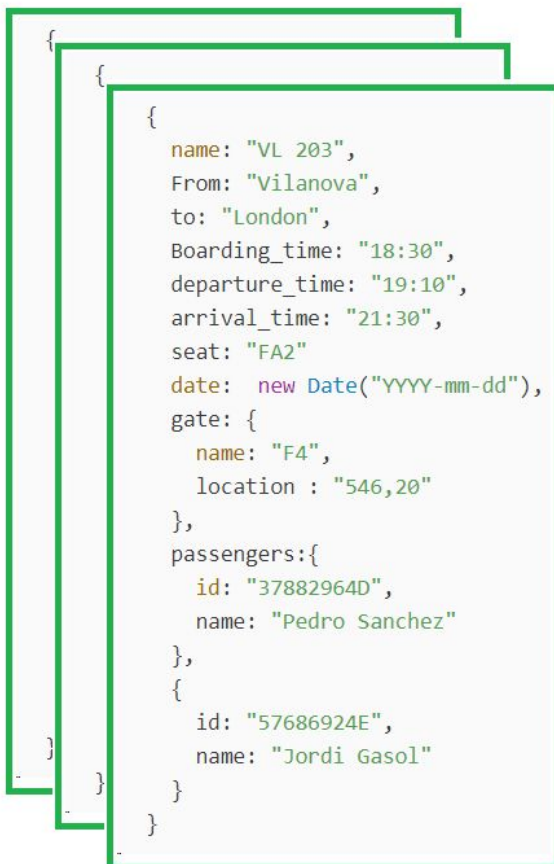 {
{
{
name: "VL 203",
From: "Vilanova",
to: "London",
Boarding_time: "18:30",
departure_time: "19:10",
arrival_time: "21:30",
seat: "FA2"
date: new Date("YYYY-mm-dd"),
gate: {
name: "F4",
location : "546,20"
},
passengers:{
id: "37882964D",
name: "Pedro Sanchez"
},
{
id: "57686924E",
name: "Jordi Gasol"
}
}
}
}